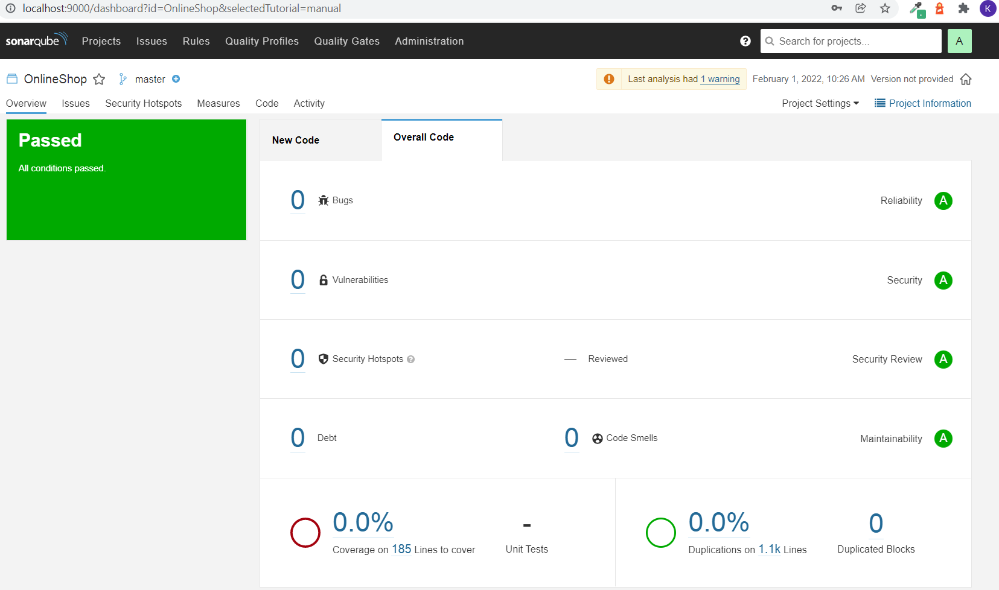 localhost:9000/dashboard?id=OnlineShop&selectedTutorial=manual
K
sonarqube Projects Issues Rules Quality Profiles Quality Gates Administration ? Search for projects... A
OnlineShop master Last analysis had 1 warning February 1, 2022, 10:26 AM Version not provided
Overview Issues Security Hotspots Measures Code Activity Project Settings Project Information
Passed
All conditions passed.
New Code Overall Code
0 Bugs Reliability A
0 Vulnerabilities Security A
0 Security Hotspots ? — Reviewed Security Review A
0 Debt 0 Code Smells Maintainability A
0.0% - 0.0% 0
Coverage on 185 Lines to cover Unit Tests Duplications on 1.1k Lines Duplicated Blocks